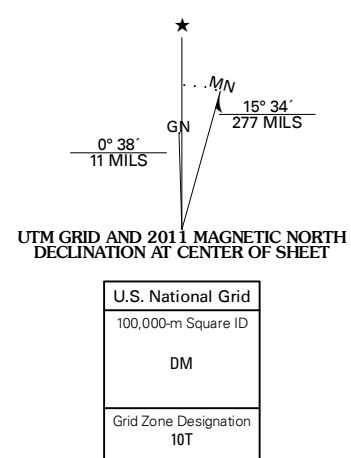 MN
15° 34´
277 MILS
GN
0° 38´
11 MILS
UTM GRID AND 2011 MAGNETIC NORTH
DECLINATION AT CENTER OF SHEET
U.S. National Grid
100,000-m Square ID
DM
Grid Zone Designation
10T